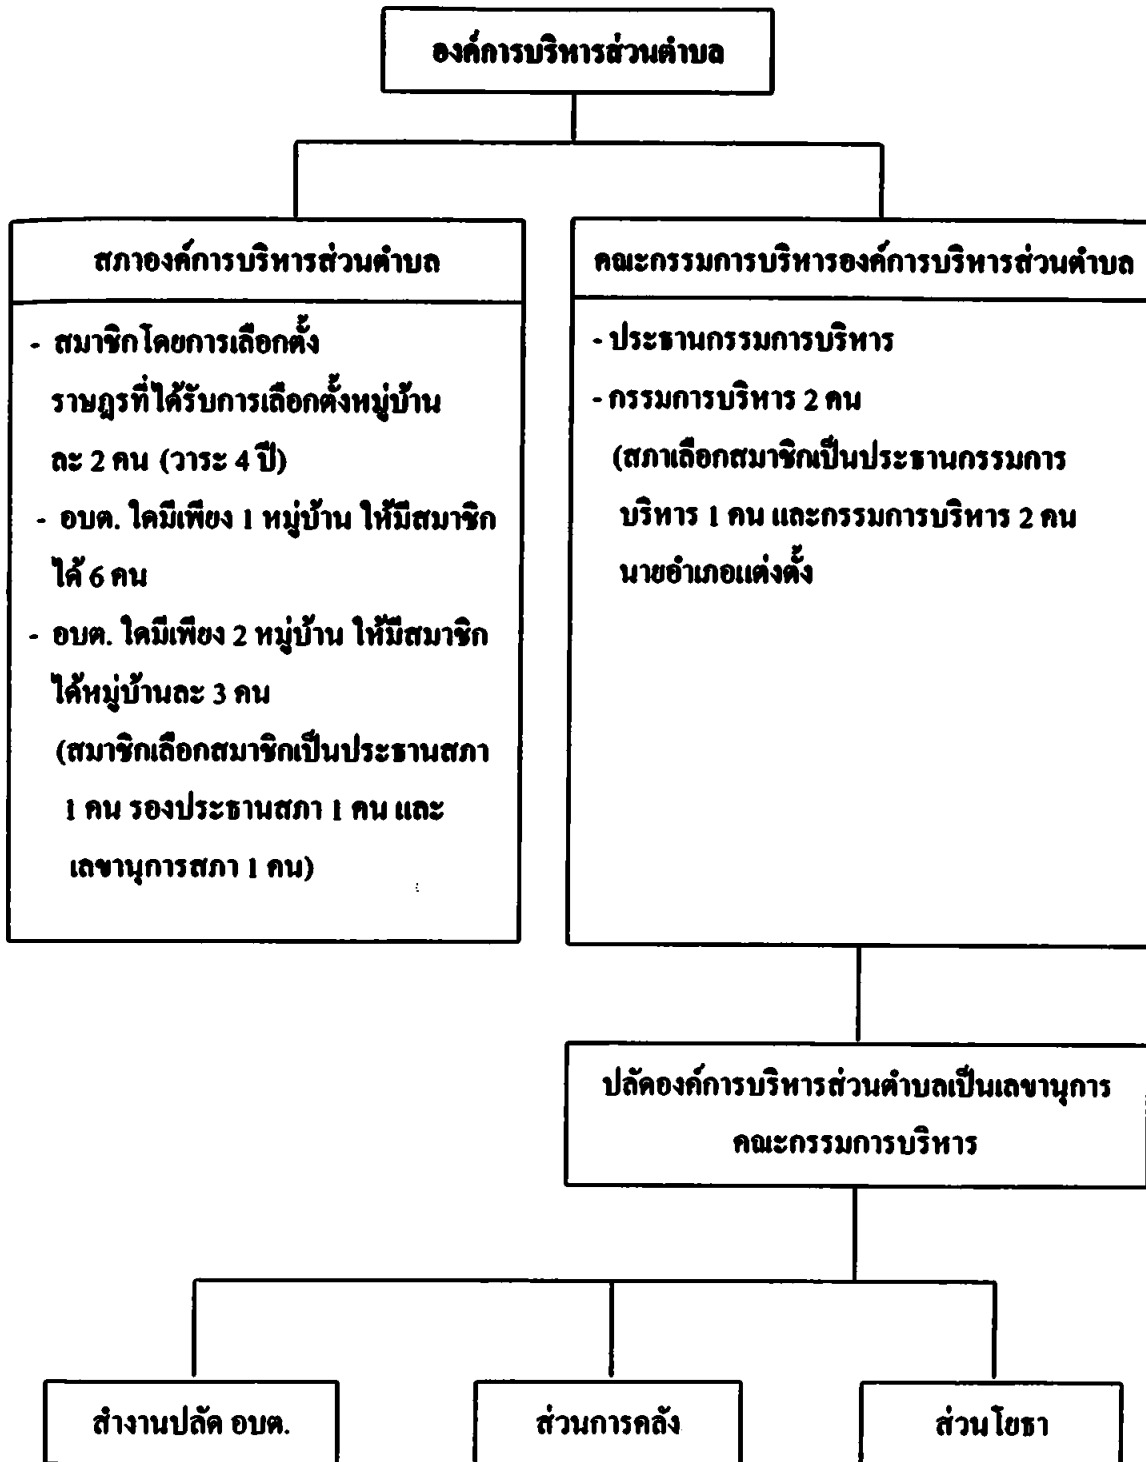 องค์การบริหารส่วนตำบล
สภาองค์การบริหารส่วนตำบล
- สมาชิกโดยการเลือกตั้ง
ราษฎรที่ได้รับการเลือกตั้งหมู่บ้าน
ละ 2 คน (วาระ 4 ปี)
- อบต. ใดมีเพียง 1 หมู่บ้าน ให้มีสมาชิก
ได้ 6 คน
- อบต. ใดมีเพียง 2 หมู่บ้าน ให้มีสมาชิก
ได้หมู่บ้านละ 3 คน
(สมาชิกเลือกสมาชิกเป็นประธานสภา
1 คน รองประธานสภา 1 คน และ
เลขานุการสภา 1 คน)
คณะกรรมการบริหารองค์การบริหารส่วนตำบล
- ประธานกรรมการบริหาร
- กรรมการบริหาร 2 คน
(สภาเลือกสมาชิกเป็นประธานกรรมการ
บริหาร 1 คน และกรรมการบริหาร 2 คน
นายอำเภอแต่งตั้ง
ปลัดองค์การบริหารส่วนตำบลเป็นเลขานุการ
คณะกรรมการบริหาร
สำงานปลัด อบต.
ส่วนการคลัง
ส่วนโยธา